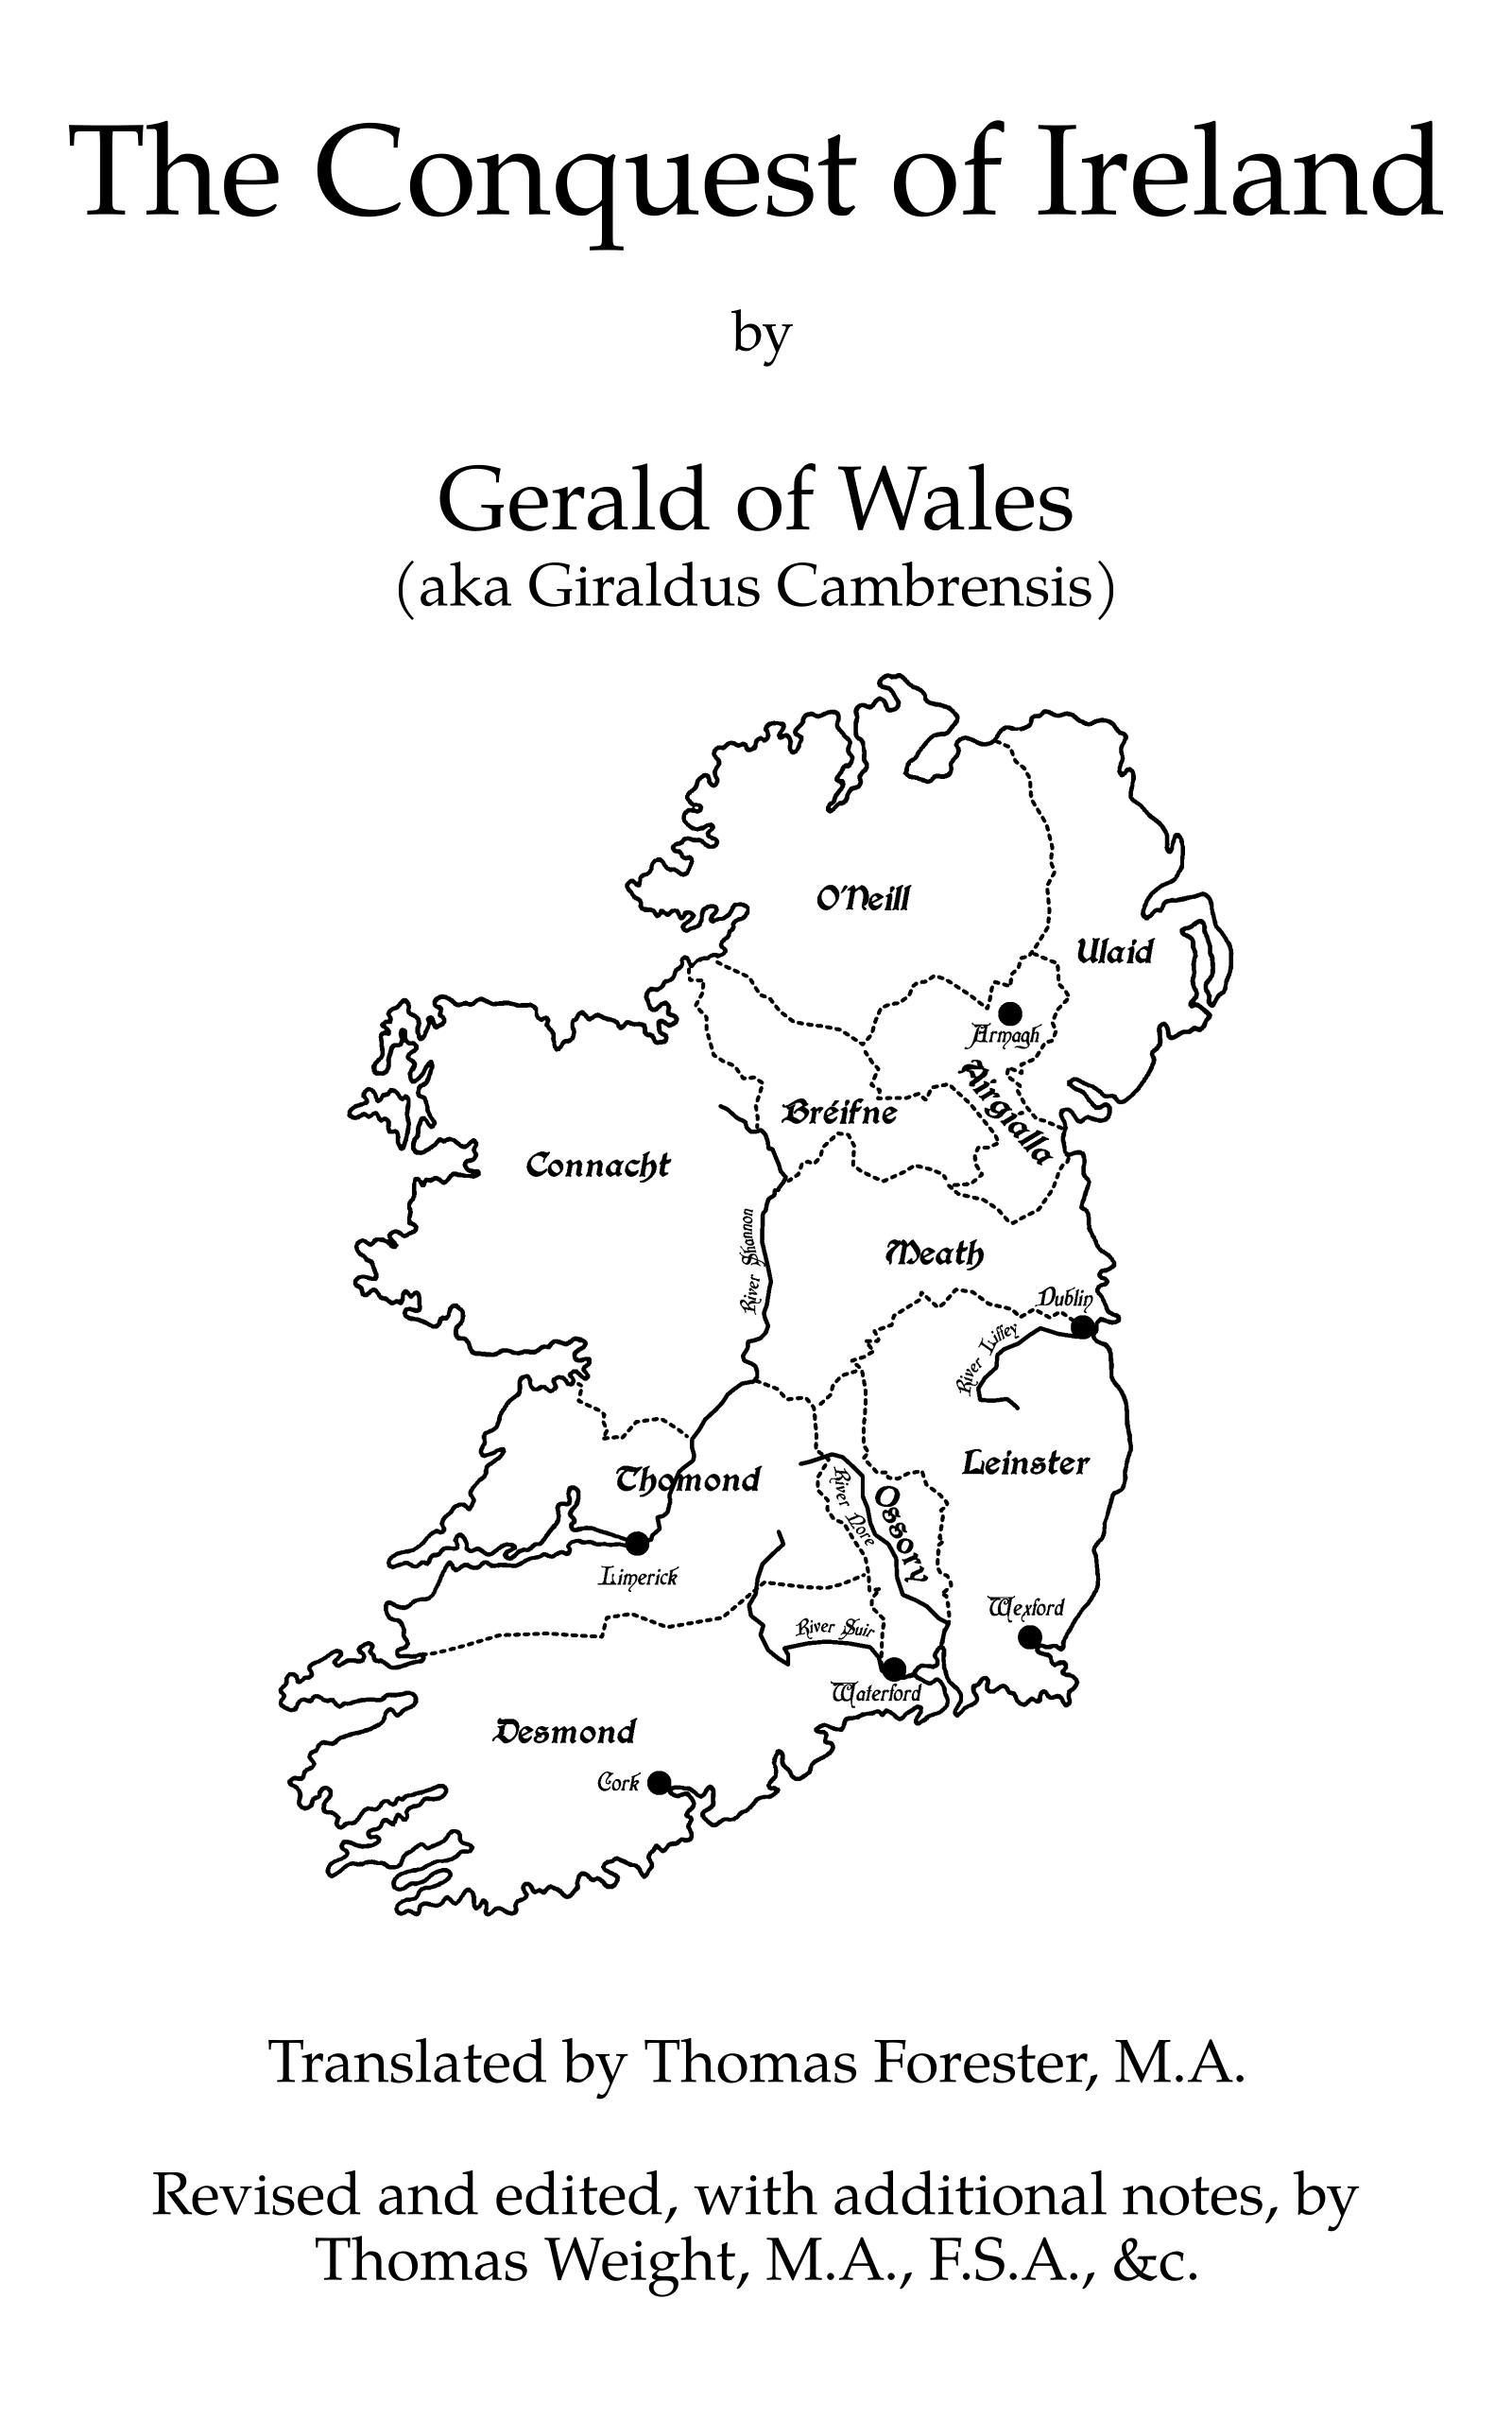 The Conquest of Ireland
by
Gerald of Wales
(aka Giraldus Cambrensis)
O'Neill
Ulaid
Armagh
Airgialla
Bréifne
Connacht
River Shannon
Meath
Dublin
River Liffey
Leinster
Thomond
River Nore
Ossory
Limerick
Wexford
River Suir
Waterford
Desmond
Cork
Translated by Thomas Forester, M.A.
Revised and edited, with additional notes, by
Thomas Weight, M.A., F.S.A., &c.